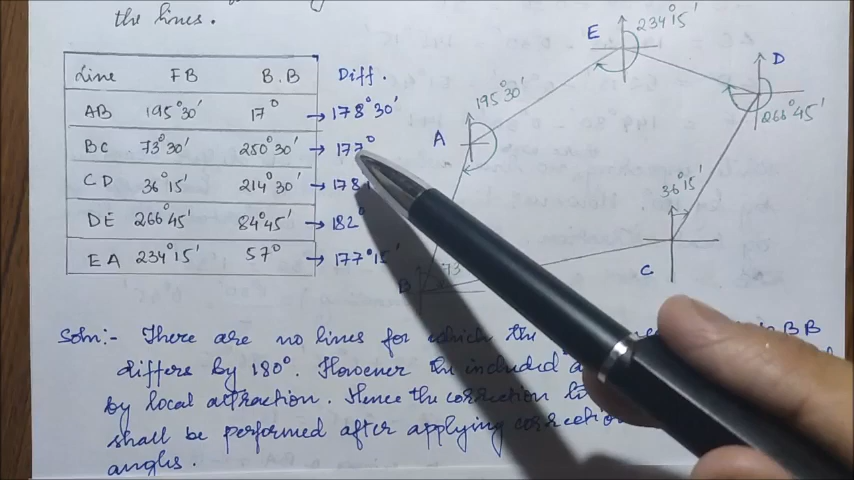 the lines.
Line FB B.B Diff.
AB 195°30' 17° → 178°30'
BC 73°30' 250°30' → 177°
CD 36°15' 214°30' → 178
DE 266°45' 84°45' → 182°
EA 234°15' 57° → 177°15'
E 234°15'
D
266°45'
195°30'
A
36°15'
C
B 73
Soln:- There are no lines for which the BB
differs by 180°. However the included
by local attraction. Hence the correction
shall be performed after applying correction
angles.